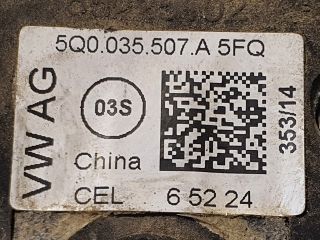 5Q0.035.507.A 5FQ
VW AG
03S
353/14
China
CEL 6 52 24